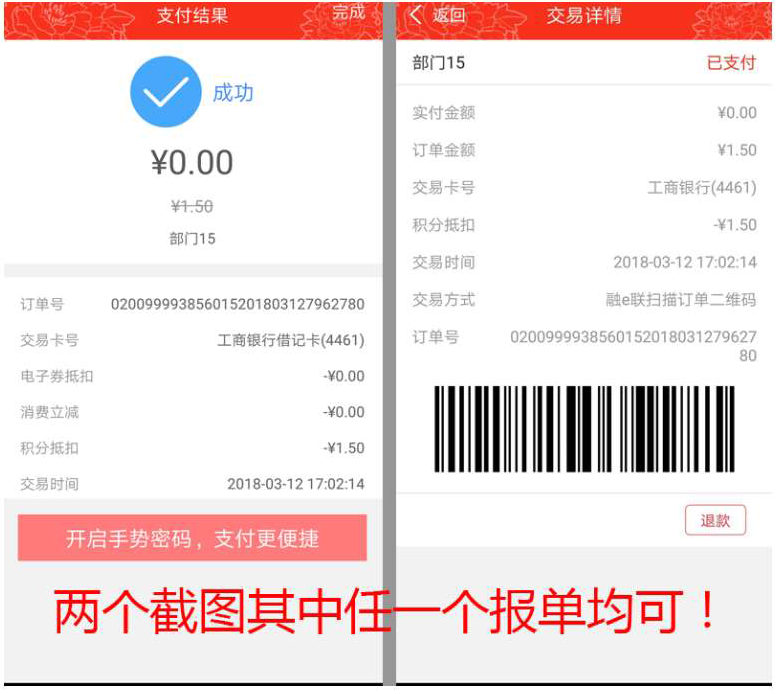 支付结果
完成
成功
¥0.00
¥1.50
部门15
订单号 020099993856015201803127962780
交易卡号 工商银行借记卡(4461)
电子券抵扣 -¥0.00
消费立减 -¥0.00
积分抵扣 -¥1.50
交易时间 2018-03-12 17:02:14
开启手势密码，支付更便捷
返回
交易详情
部门15 已支付
实付金额 ¥0.00
订单金额 ¥1.50
交易卡号 工商银行(4461)
积分抵扣 -¥1.50
交易时间 2018-03-12 17:02:14
交易方式 融e联扫描订单二维码
订单号 0200999938560152018031279627
80
退款
两个截图其中任一个报单均可！